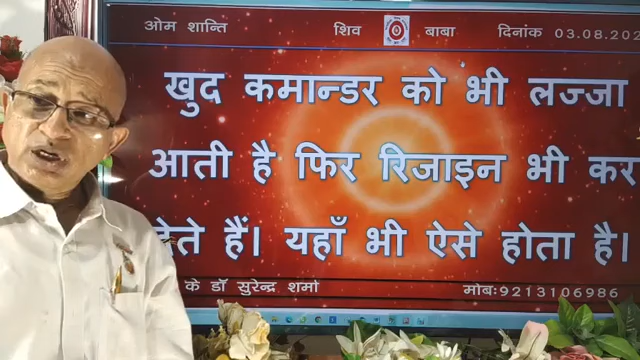 ओम शान्ति शिव बाबा दिनांक 03.08.202
खुद कमान्डर को भी लज्जा
आती है फिर रिजाइन भी कर
देते हैं। यहाँ भी ऐसे होता है।
के डॉ सुरेन्द्र शर्मा मोबः9213106986